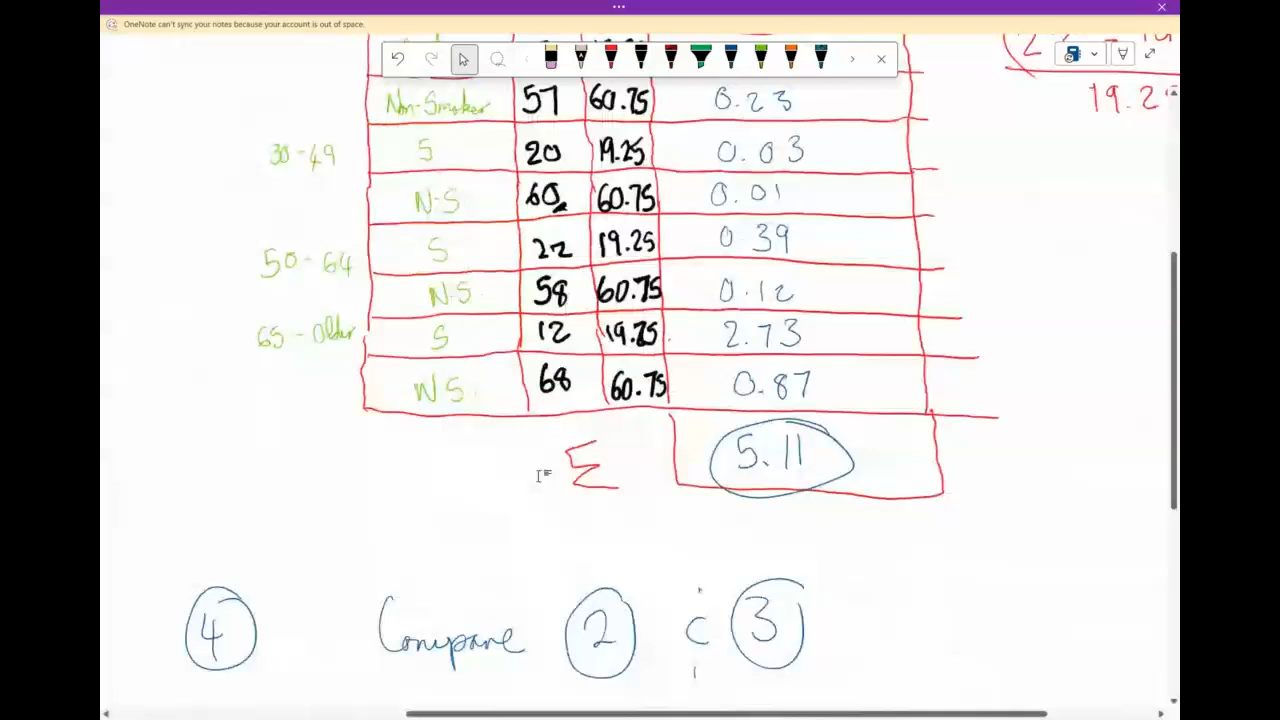 OneNote can't sync your notes because your account is out of space.
Non-Smoker 57 60.75 0.23
19.2
30-49 S 20 19.25 0.03
N-S 60 60.75 0.01
50-64 S 22 19.25 0.39
N-S 58 60.75 0.12
65-Older S 12 19.25 2.73
N S 68 60.75 0.87
Σ 5.11
4 Compare 2 c 3